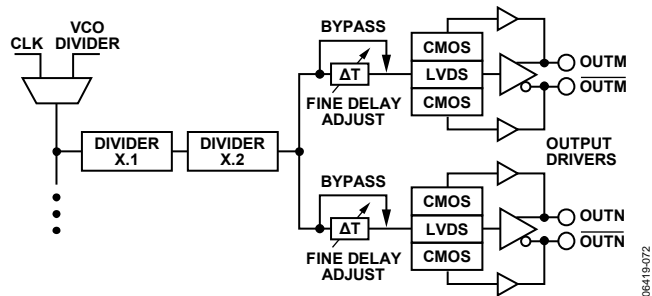 VCO
CLK DIVIDER
DIVIDER
X.1
DIVIDER
X.2
BYPASS
ΔT
FINE DELAY
ADJUST
CMOS
LVDS
CMOS
OUTM
OUTM
OUTPUT
DRIVERS
BYPASS
ΔT
FINE DELAY
ADJUST
CMOS
LVDS
CMOS
OUTN
OUTN
06419-072